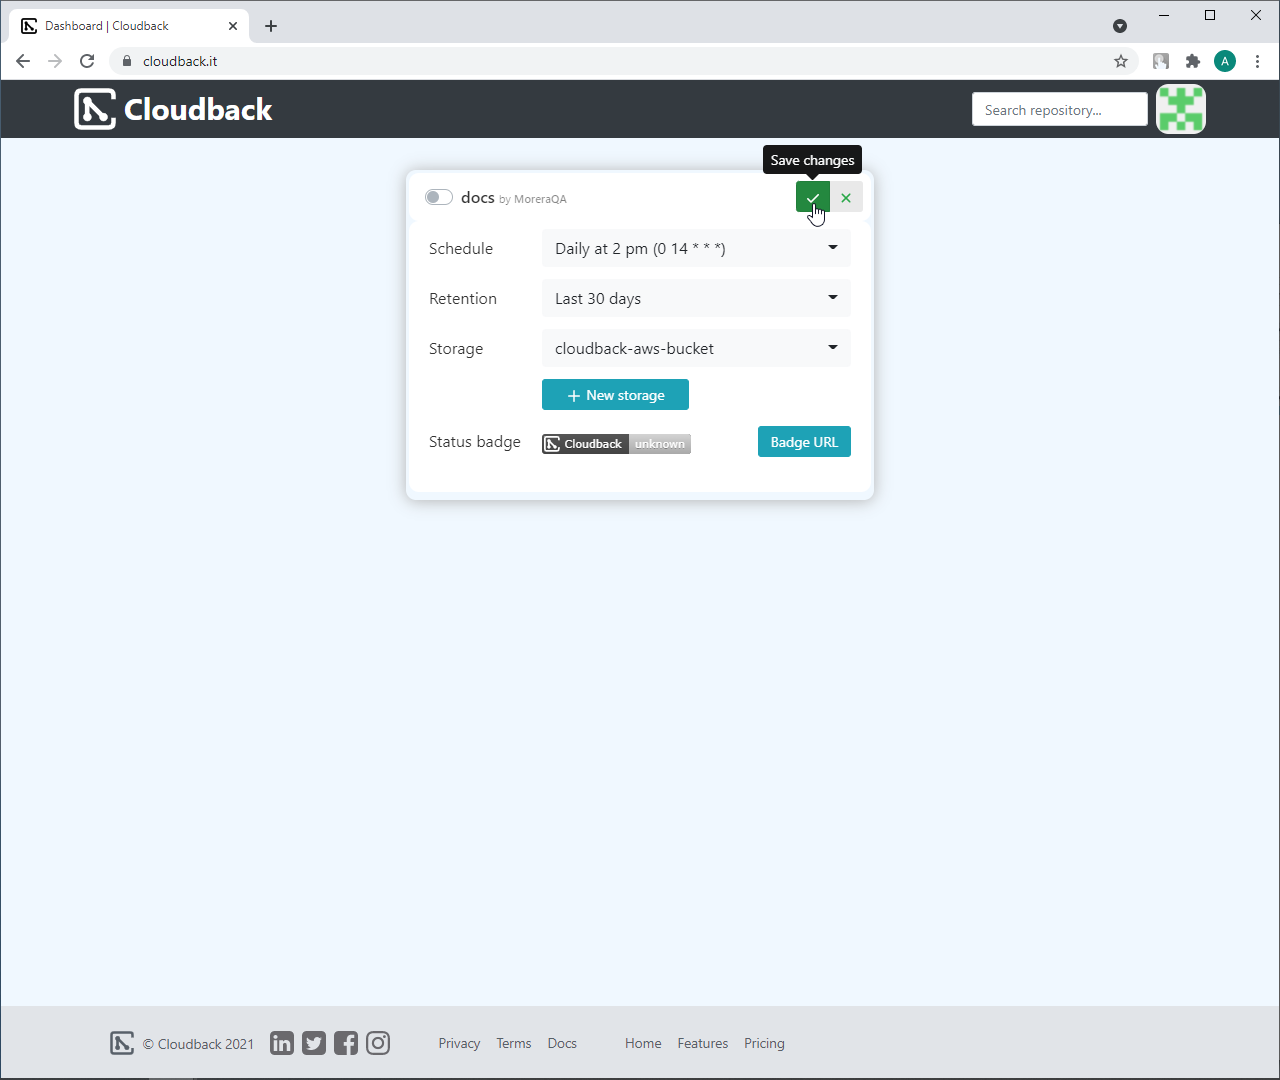 Dashboard | Cloudback
cloudback.it
A
Cloudback
Search repository...
Save changes
docs by MoreraQA
Schedule
Daily at 2 pm (0 14 * * *)
Retention
Last 30 days
Storage
cloudback-aws-bucket
+ New storage
Status badge
Cloudback unknown
Badge URL
© Cloudback 2021
Privacy Terms Docs Home Features Pricing